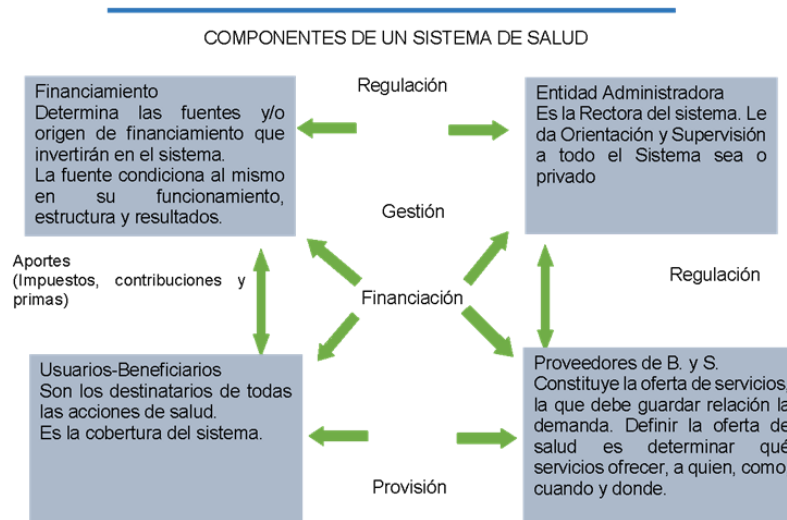 COMPONENTES DE UN SISTEMA DE SALUD
Financiamiento
Determina las fuentes y/o
origen de financiamiento que
invertirán en el sistema.
La fuente condiciona al mismo
en su funcionamiento,
estructura y resultados.
Regulación
Entidad Administradora
Es la Rectora del sistema. Le
da Orientación y Supervisión
a todo el Sistema sea o
privado
Gestión
Aportes
(Impuestos, contribuciones y
primas)
Financiación
Regulación
Usuarios-Beneficiarios
Son los destinatarios de todas
las acciones de salud.
Es la cobertura del sistema.
Proveedores de B. y S.
Constituye la oferta de servicios,
la que debe guardar relación la
demanda. Definir la oferta de
salud es determinar qué
servicios ofrecer, a quien, como,
cuando y donde.
Provisión